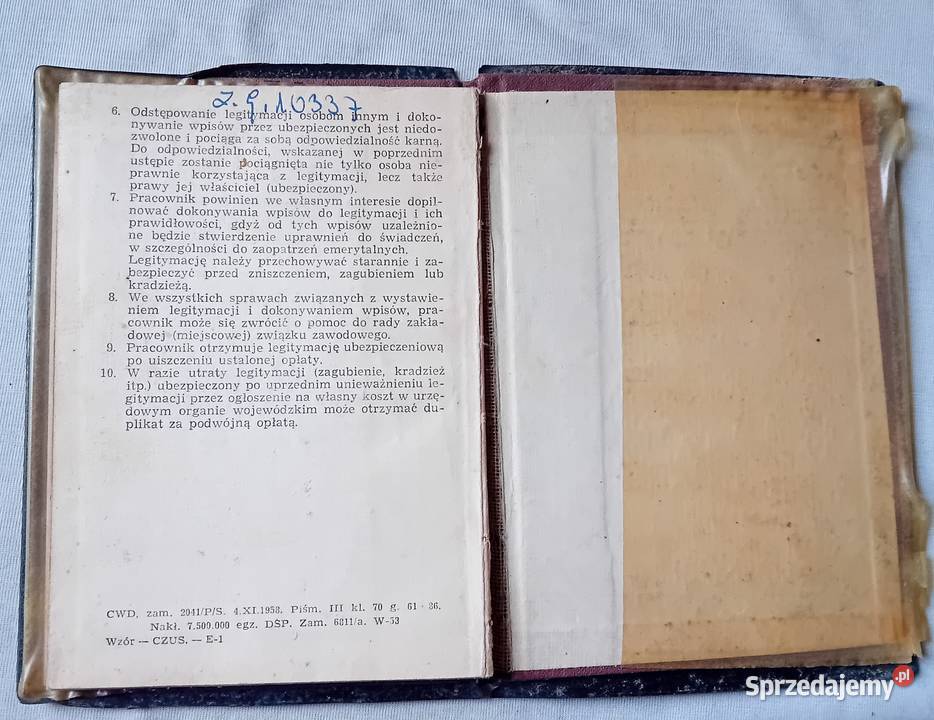 Z.G.10337
6. Odstępowanie legitymacji osobom innym i doko-
nywanie wpisów przez ubezpieczonych jest niedo-
zwolone i pociąga za sobą odpowiedzialność karną.
Do odpowiedzialności, wskazanej w poprzednim
ustępie zostanie pociągnięta nie tylko osoba nie-
prawnie korzystająca z legitymacji, lecz także
prawy jej właściciel (ubezpieczony).
7. Pracownik powinien we własnym interesie dopil-
nować dokonywania wpisów do legitymacji i ich
prawidłowości, gdyż od tych wpisów uzależnio-
ne będzie stwierdzenie uprawnień do świadczeń,
w szczególności do zaopatrzeń emerytalnych.
Legitymację należy przechowywać starannie i za-
bezpieczyć przed zniszczeniem, zagubieniem lub
kradzieżą.
8. We wszystkich sprawach związanych z wystawie-
niem legitymacji i dokonywaniem wpisów, pra-
cownik może się zwrócić o pomoc do rady zakła-
dowej (miejscowej) związku zawodowego.
9. Pracownik otrzymuje legitymację ubezpieczeniową
po uiszczeniu ustalonej opłaty.
10. W razie utraty legitymacji (zagubienie, kradzież
itp.) ubezpieczony po uprzednim unieważnieniu le-
gitymacji przez ogłoszenie na własny koszt w urzę-
dowym organie wojewódzkim może otrzymać du-
plikat za podwójną opłatą.
CWD, zam. 2041/P/S. 4.XI.1958. Piśm. III kl. 70 g. 61 · 86.
Nakł. 7.500.000 egz. DSP. Zam. 6811/a. W-53
Wzór — CZUS. — E-1
Sprzedajemy.pl